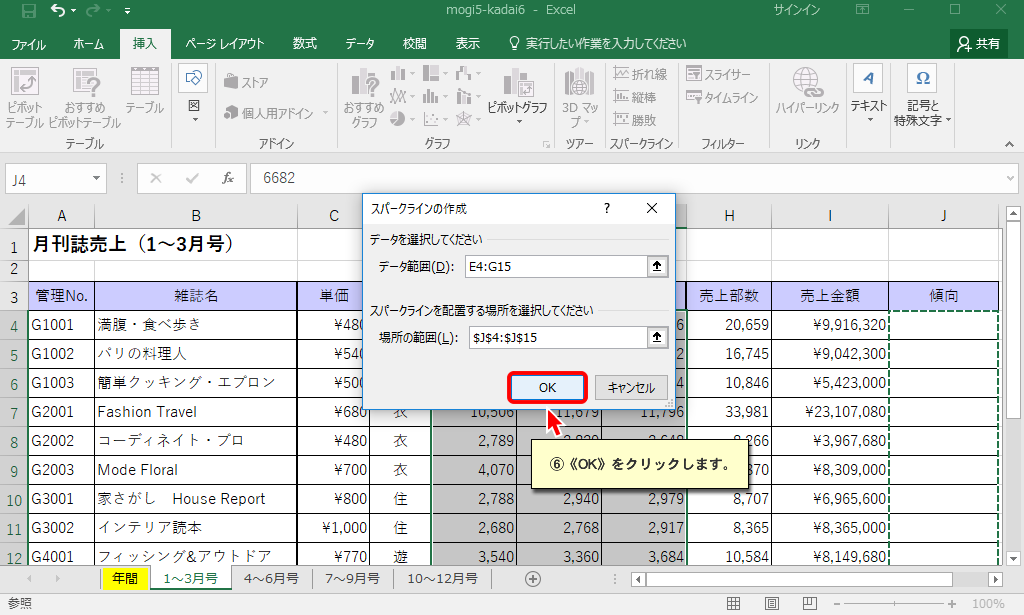 mogi5-kadai6 - Excel
サインイン
ファイル ホーム 挿入 ページ レイアウト 数式 データ 校閲 表示 実行したい作業を入力してください 共有
ピボット
テーブル
おすすめ
ピボットテーブル
テーブル
図
ストア
個人用アドイン
おすすめ
グラフ
ピボットグラフ
3D マッ
プ
折れ線
縦棒
勝敗
スライサー
タイムライン
ハイパーリンク
テキスト
記号と
特殊文字
テーブル アドイン グラフ ツアー スパークライン フィルター リンク
J4 fx 6682
A B C H I J
1 月刊誌売上（1～3月号）
2
3 管理No. 雑誌名 単価 売上部数 売上金額 傾向
4 G1001 満腹・食べ歩き ¥480 6 20,659 ¥9,916,320
5 G1002 パリの料理人 ¥540 2 16,745 ¥9,042,300
6 G1003 簡単クッキング・エプロン ¥500 10,846 ¥5,423,000
7 G2001 Fashion Travel ¥680 衣 10,506 11,679 11,796 33,981 ¥23,107,080
8 G2002 コーディネイト・プロ ¥480 衣 2,789 ,266 ¥3,967,680
9 G2003 Mode Floral ¥700 衣 4,070 870 ¥8,309,000
10 G3001 家さがし House Report ¥800 住 2,788 2,940 2,979 8,707 ¥6,965,600
11 G3002 インテリア読本 ¥1,000 住 2,680 2,768 2,917 8,365 ¥8,365,000
12 G4001 フィッシング&アウトドア ¥770 遊 3,540 3,360 3,684 10,584 ¥8,149,680
スパークラインの作成 ?
データを選択してください
データ範囲(D): E4:G15
スパークラインを配置する場所を選択してください
場所の範囲(L): $J$4:$J$15
OK キャンセル
⑥《OK》をクリックします。
年間 1～3月号 4～6月号 7～9月号 10～12月号
参照 100%